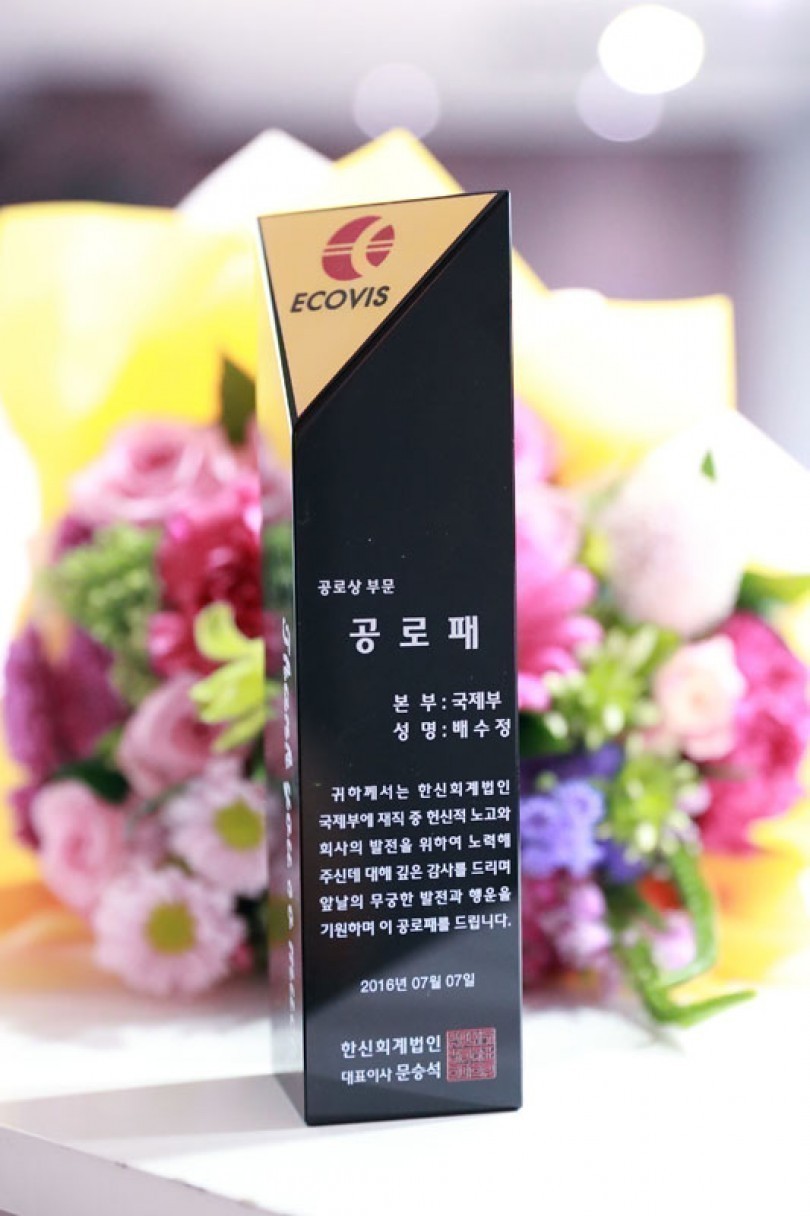 ECOVIS
공로상 부문
공로패
본 부 : 국제부
성 명 : 배수정
귀하께서는 한신회계법인
국제부에 재직 중 헌신적 노고와
회사의 발전을 위하여 노력해
주신데 대해 깊은 감사를 드리며
앞날의 무궁한 발전과 행운을
기원하며 이 공로패를 드립니다.
2016년 07월 07일
한신회계법인
대표이사 문승석